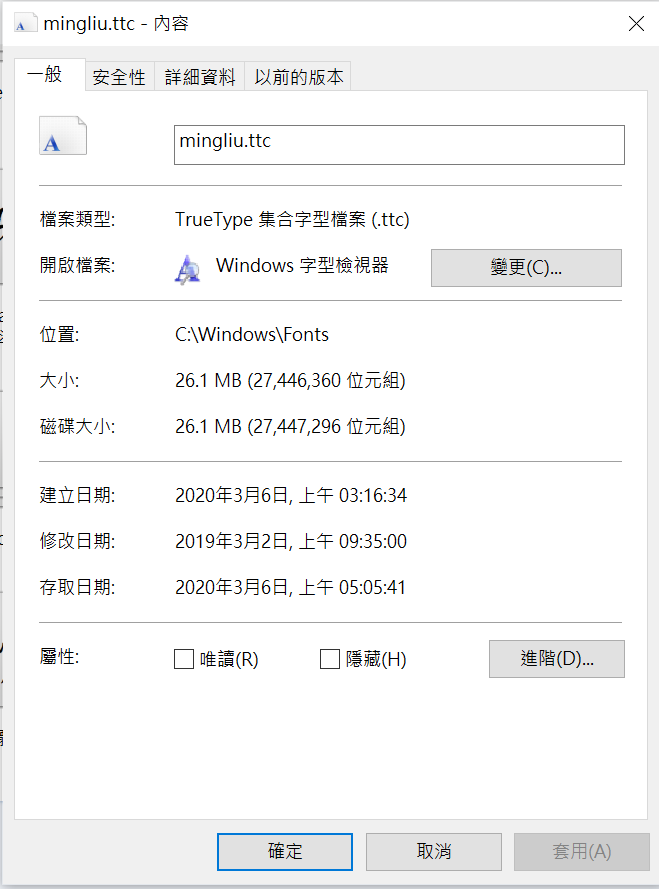 mingliu.ttc - 內容
一般 安全性 詳細資料 以前的版本
mingliu.ttc
檔案類型: TrueType 集合字型檔案 (.ttc)
開啟檔案: Windows 字型檢視器 變更(C)...
位置: C:\Windows\Fonts
大小: 26.1 MB (27,446,360 位元組)
磁碟大小: 26.1 MB (27,447,296 位元組)
建立日期: 2020年3月6日, 上午 03:16:34
修改日期: 2019年3月2日, 上午 09:35:00
存取日期: 2020年3月6日, 上午 05:05:41
屬性: 唯讀(R) 隱藏(H) 進階(D)...
確定 取消 套用(A)